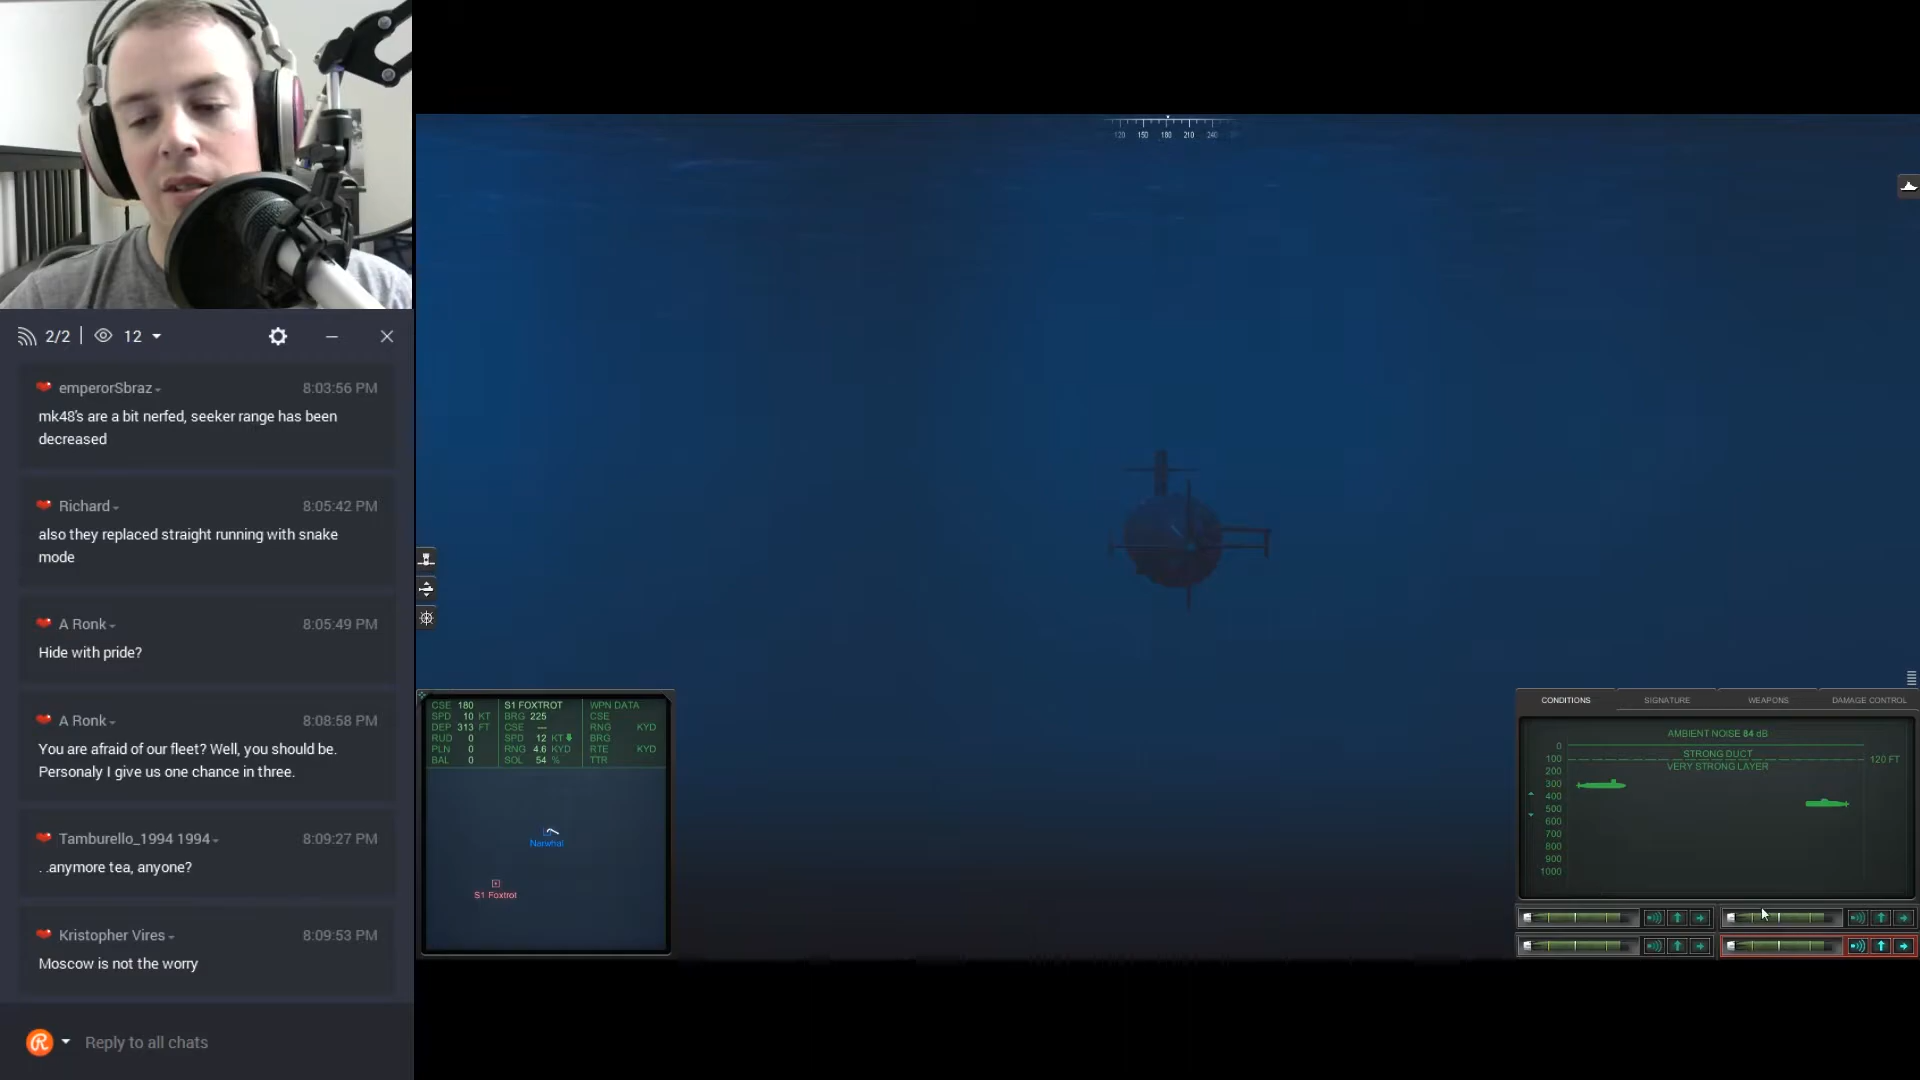 120 150 180 210 240
2/2 12
emperorSbraz 8:03:56 PM
mk48's are a bit nerfed, seeker range has been
decreased
Richard 8:05:42 PM
also they replaced straight running with snake
mode
A Ronk 8:05:49 PM
Hide with pride?
A Ronk 8:08:58 PM
You are afraid of our fleet? Well, you should be.
Personaly I give us one chance in three.
Tamburello_1994 1994 8:09:27 PM
. .anymore tea, anyone?
Kristopher Vires 8:09:53 PM
Moscow is not the worry
Reply to all chats
CSE 180 S1 FOXTROT WPN DATA
SPD 10 KT BRG 225 CSE
DEP 313 FT CSE --- RNG KYD
RUD 0 SPD 12 KT BRG
PLN 0 RNG 4.6 KYD RTE KYD
BAL 0 SOL 54 % TTR
Narwhal
S1 Foxtrot
CONDITIONS SIGNATURE WEAPONS DAMAGE CONTROL
AMBIENT NOISE 84 dB
0
STRONG DUCT
100 120 FT
VERY STRONG LAYER
200
300
400
500
600
700
800
900
1000